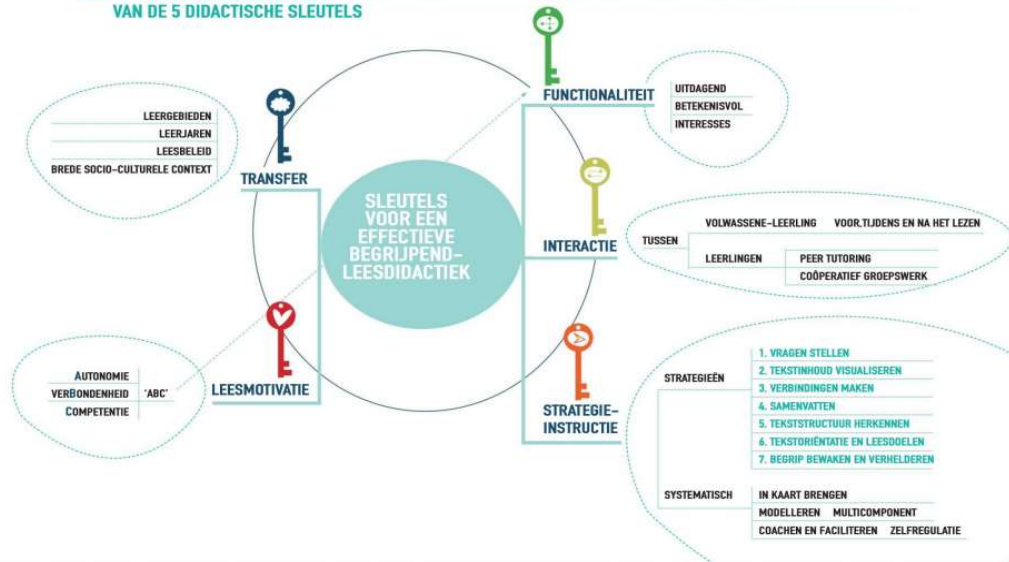 VAN DE 5 DIDACTISCHE SLEUTELS
FUNCTIONALITEIT
UITDAGEND
BETEKENISVOL
INTERESSES
LEERGEBIEDEN
LEERJAREN
LEESBELEID
BREDE SOCIO-CULTURELE CONTEXT
TRANSFER
SLEUTELS
VOOR EEN
EFFECTIEVE
BEGRIJPEND-
LEESDIDACTIEK
INTERACTIE
TUSSEN
VOLWASSENE-LEERLING VOOR,TIJDENS EN NA HET LEZEN
LEERLINGEN
PEER TUTORING
COÖPERATIEF GROEPSWERK
AUTONOMIE
VERBONDENHEID 'ABC'
COMPETENTIE
LEESMOTIVATIE
STRATEGIE-
INSTRUCTIE
STRATEGIEËN
1. VRAGEN STELLEN
2. TEKSTINHOUD VISUALISEREN
3. VERBINDINGEN MAKEN
4. SAMENVATTEN
5. TEKSTSTRUCTUUR HERKENNEN
6. TEKSTORIËNTATIE EN LEESDOELEN
7. BEGRIP BEWAKEN EN VERHELDEREN
SYSTEMATISCH
IN KAART BRENGEN
MODELLEREN MULTICOMPONENT
COACHEN EN FACILITEREN ZELFREGULATIE